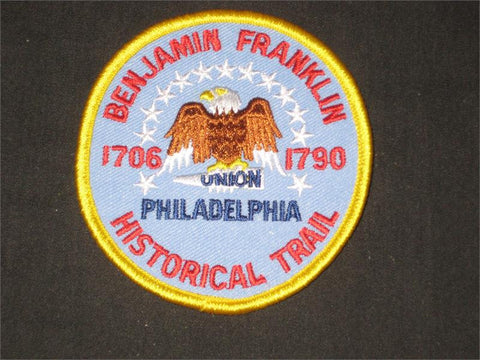 BENJAMIN FRANKLIN
1706 1790
UNION
PHILADELPHIA
HISTORICAL TRAIL